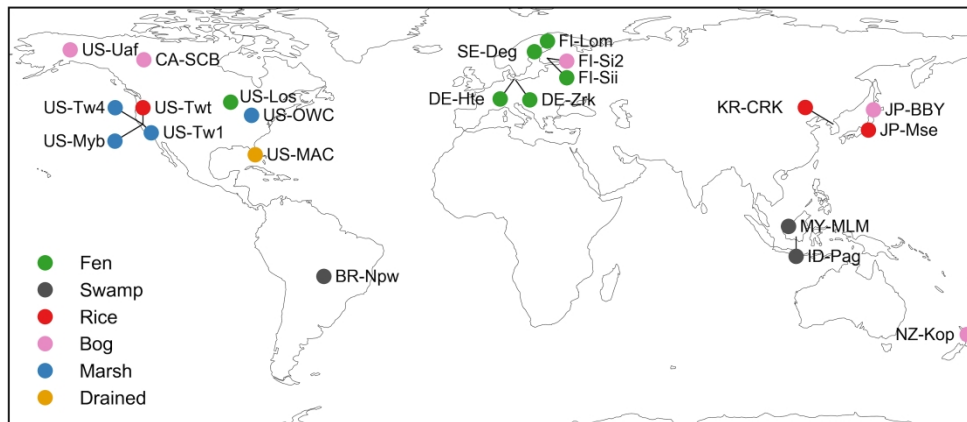 US-Uaf
CA-SCB
US-Tw4
US-Twt
US-Myb
US-Tw1
US-Los
US-OWC
US-MAC
BR-Npw
SE-Deg
FI-Lom
FI-Si2
FI-Sii
DE-Hte
DE-Zrk
KR-CRK
JP-BBY
JP-Mse
MY-MLM
ID-Pag
NZ-Kop
Fen
Swamp
Rice
Bog
Marsh
Drained